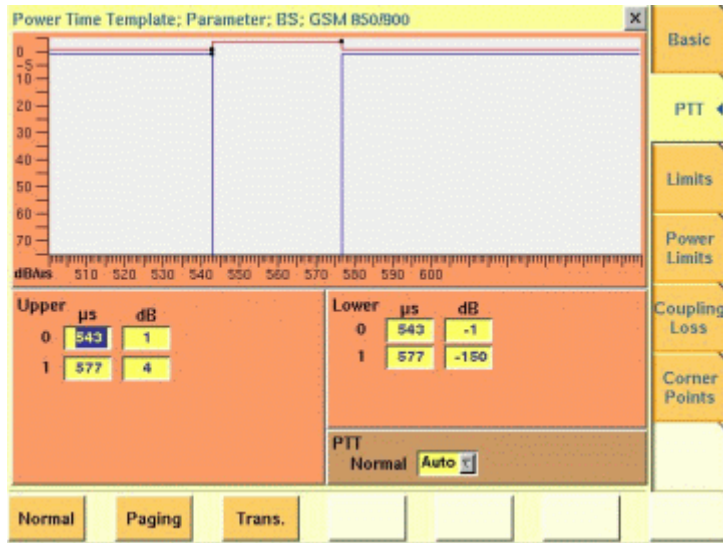 Power Time Template; Parameter; BS; GSM 850/900
Basic
PTT
Limits
Power
Limits
Coupling
Loss
Corner
Points
0
-5
10
20
30
40
50
60
70
dB/us 510 520 530 540 550 560 570 580 590 600
Upper
µs dB
0 543 1
1 577 4
Lower
µs dB
0 543 -1
1 577 -150
PTT
Normal Auto
Normal Paging Trans.